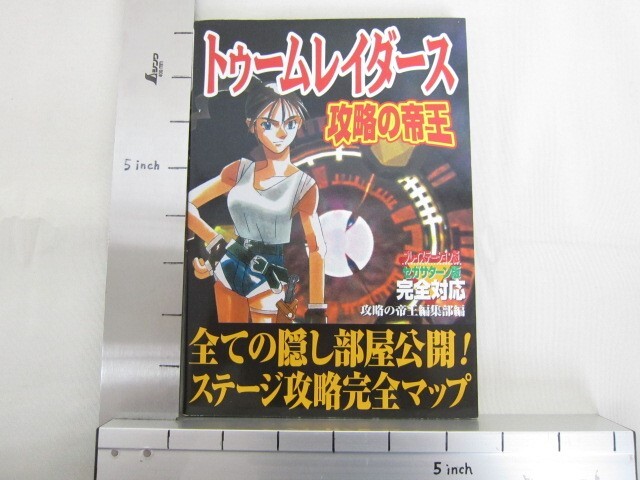 トゥームレイダース
攻略の帝王
プレイステーション版
セガサターン版
完全対応
攻略の帝王編集部編
全ての隠し部屋公開!
ステージ攻略完全マップ
シンワ
5 inch
5 inch